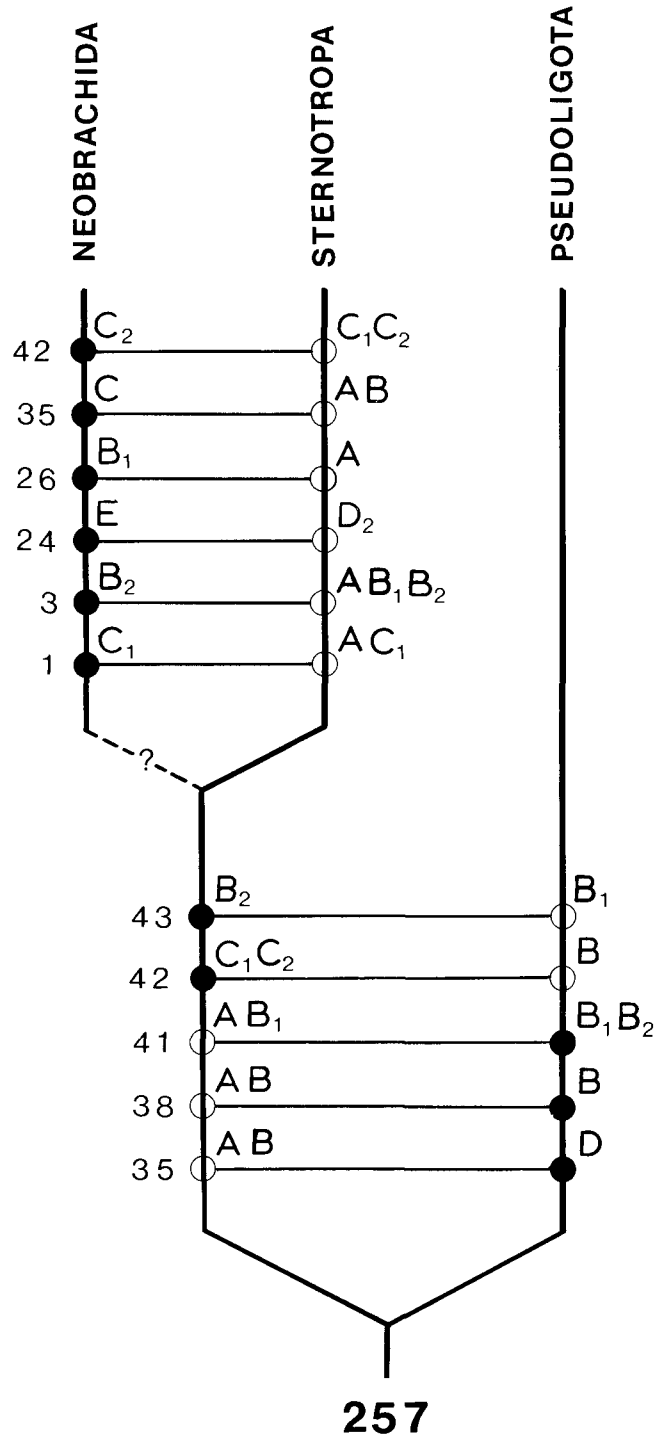 NEOBRACHIDA STERNOTROPA PSEUDOLIGOTA
42 C₂ C₁C₂
35 C AB
26 B₁ A
24 E D₂
3 B₂ AB₁B₂
1 C₁ AC₁
?
43 B₂ B₁
42 C₁C₂ B
41 AB₁ B₁B₂
38 AB B
35 AB D
257